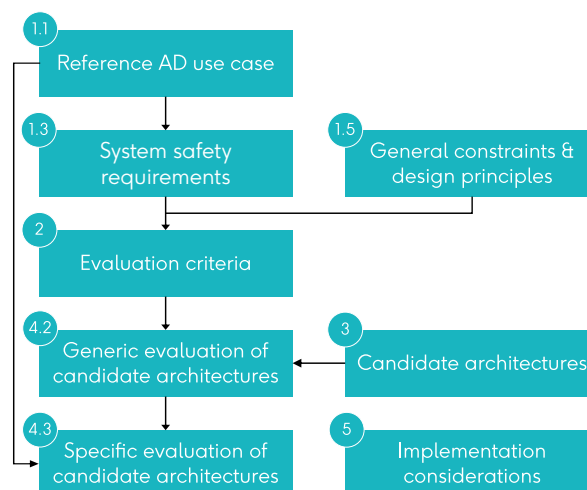 1.1
Reference AD use case
1.3
System safety
requirements
1.5
General constraints &
design principles
2
Evaluation criteria
4.2
Generic evaluation of
candidate architectures
3
Candidate architectures
4.3
Specific evaluation of
candidate architectures
5
Implementation
considerations